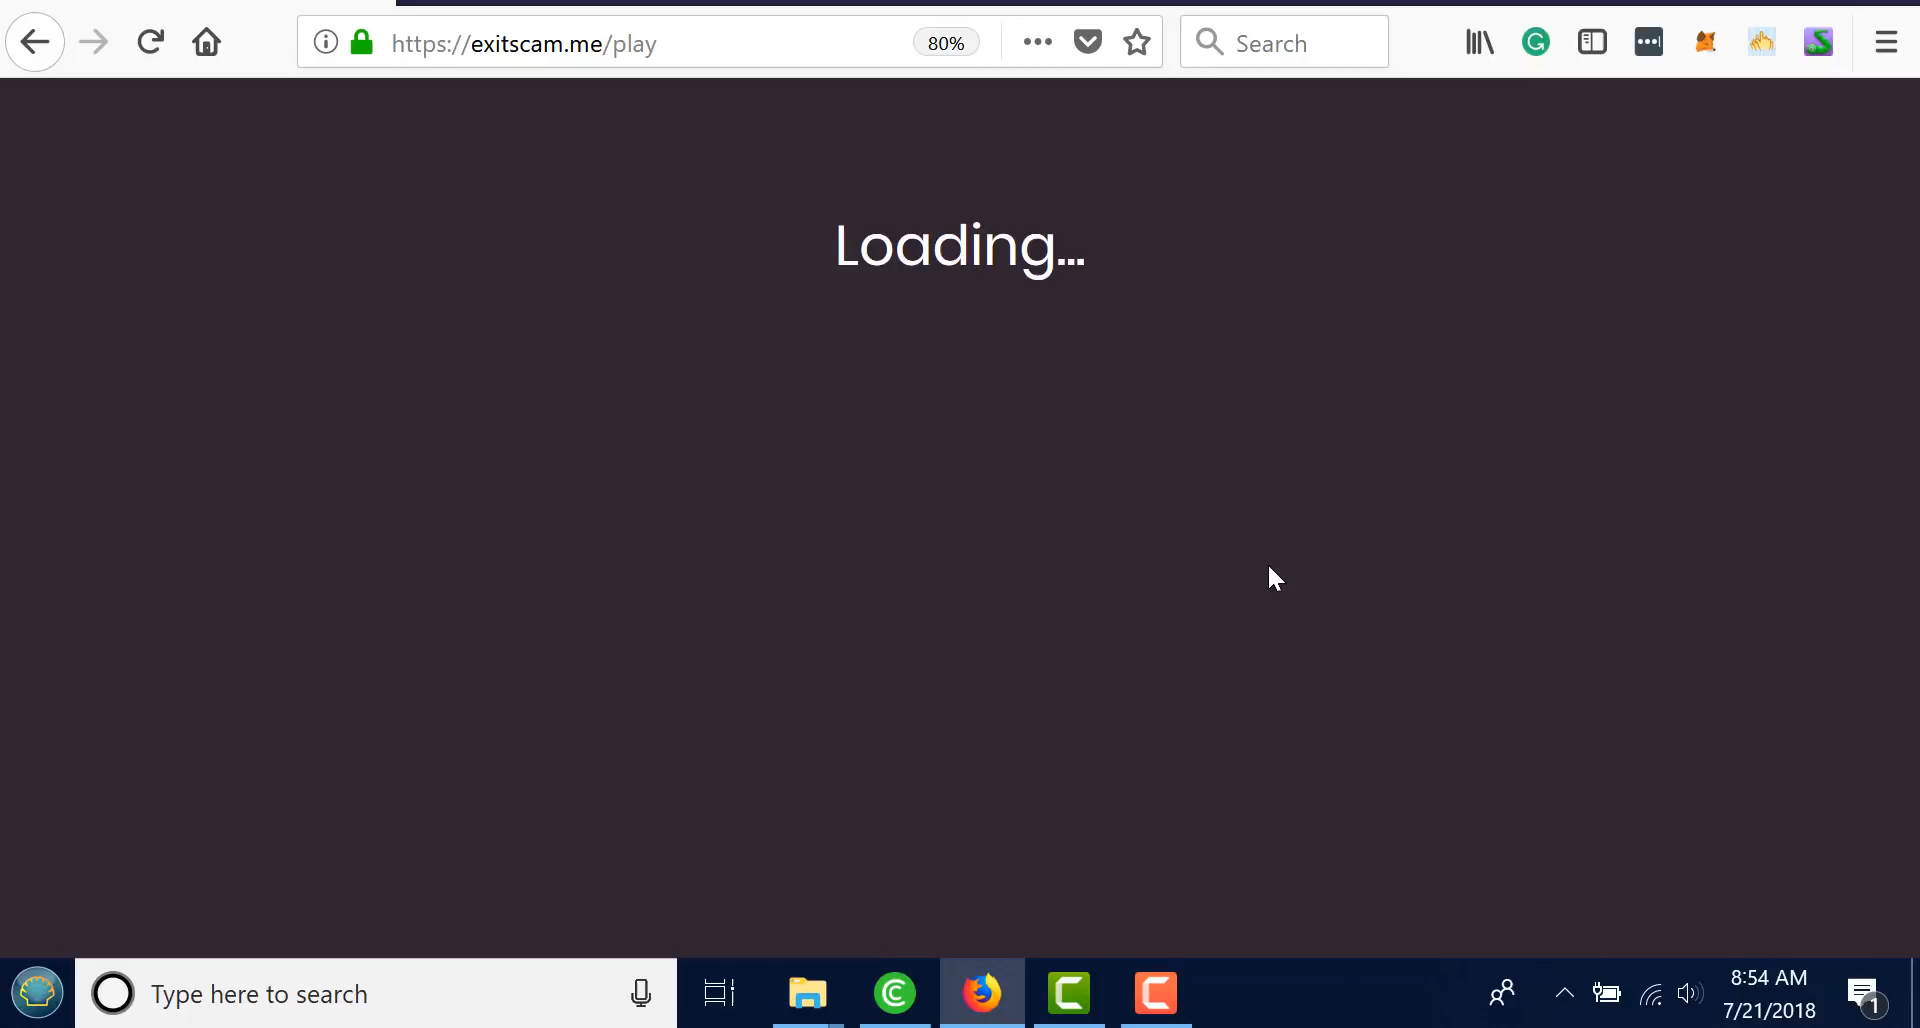 https://exitscam.me/play
80%
Search
Loading...
Type here to search
8:54 AM
7/21/2018
1